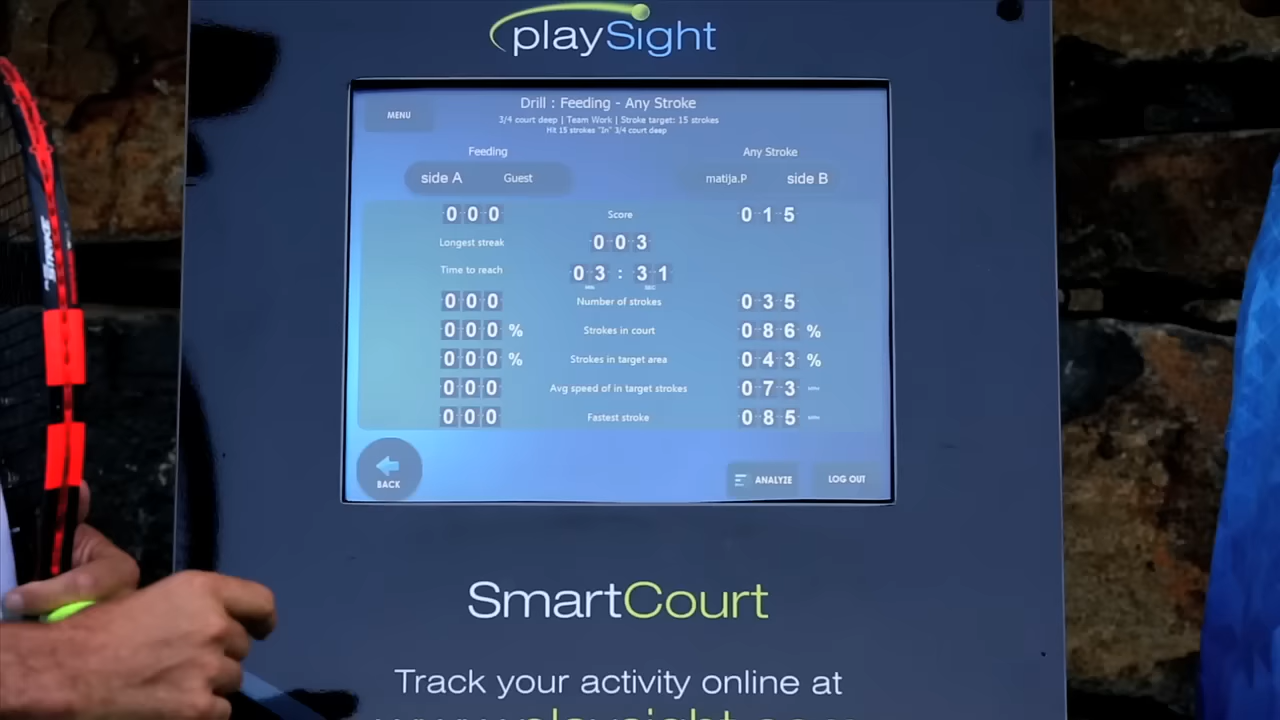 playSight
MENU
Drill : Feeding - Any Stroke
3/4 court deep | Team Work | Stroke target: 15 strokes
Hit 15 strokes "In" 3/4 court deep
Feeding Any Stroke
side A Guest matija.P side B
000 Score 015
Longest streak 003
Time to reach 03 : 31
000 Number of strokes 035
000 % Strokes in court 086 %
000 % Strokes in target area 043 %
000 Avg speed of in target strokes 073
000 Fastest stroke 085
BACK ANALYZE LOG OUT
SmartCourt
Track your activity online at
www.playsight.com
STRIKE